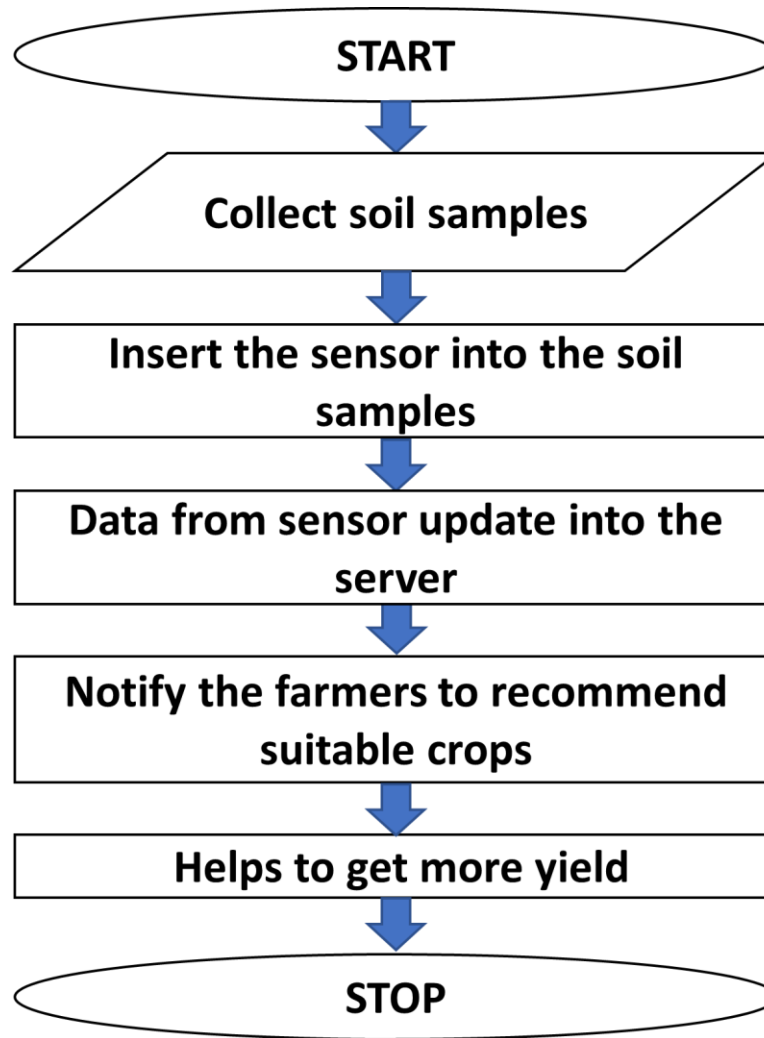 START
Collect soil samples
Insert the sensor into the soil
samples
Data from sensor update into the
server
Notify the farmers to recommend
suitable crops
Helps to get more yield
STOP